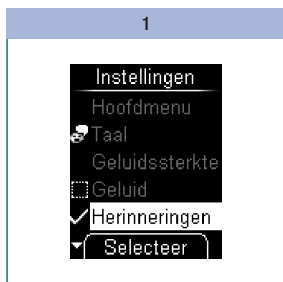 1
Instellingen
Hoofdmenu
Taal
Geluidssterkte
Geluid
Herinneringen
Selecteer